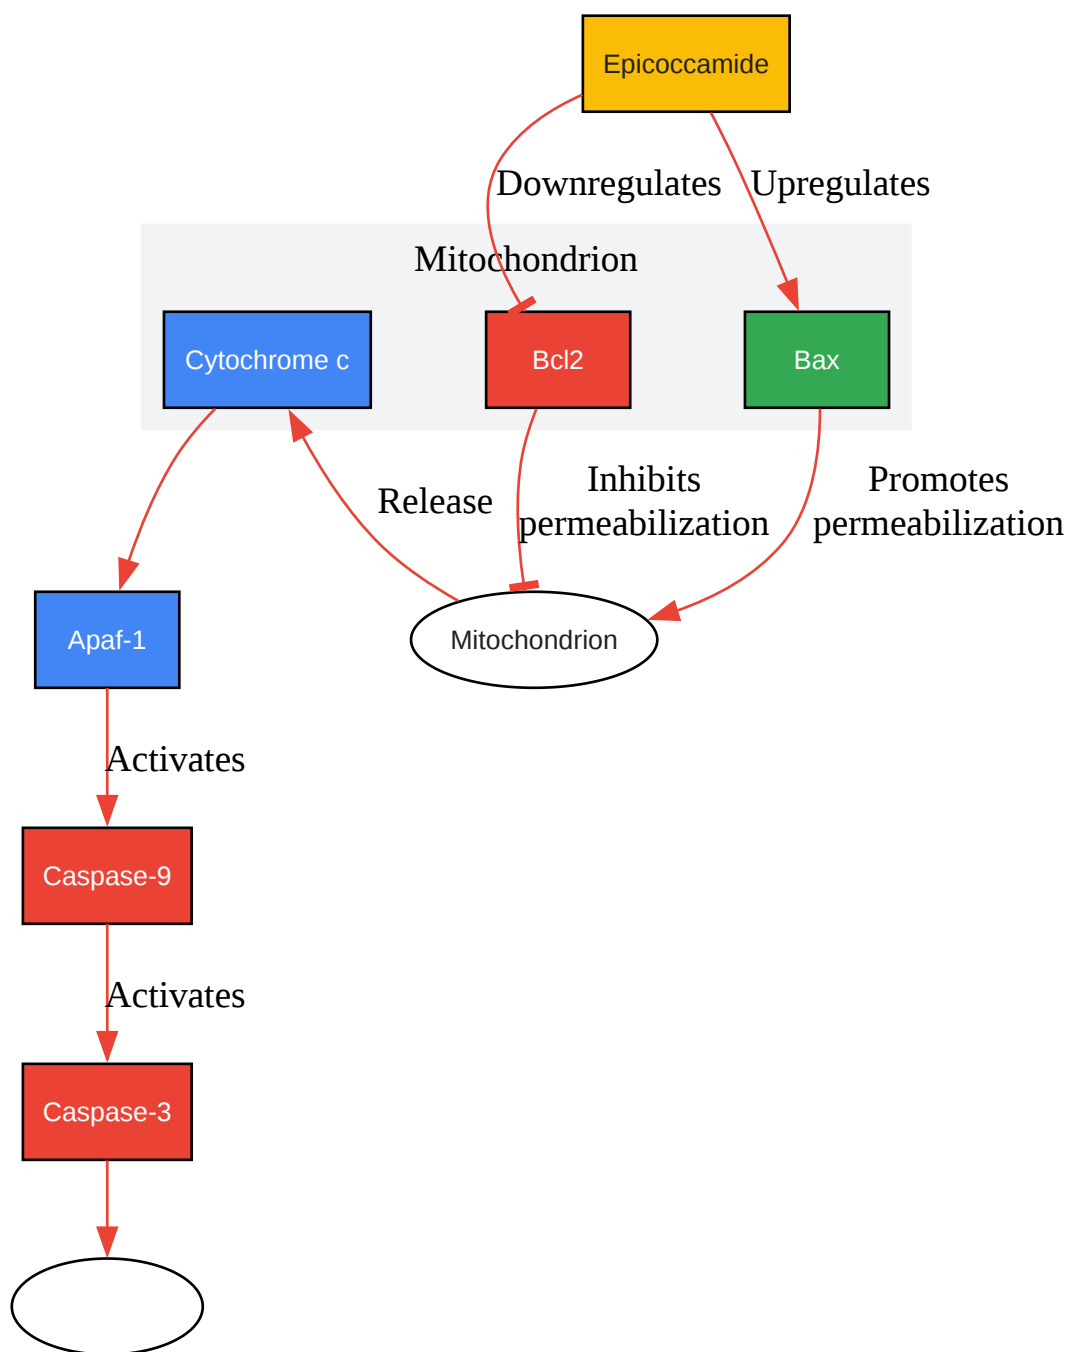 Epicoccamide
Downregulates
Upregulates
Mitochondrion
Cytochrome c
Bcl2
Bax
Release
Inhibits
permeabilization
Promotes
permeabilization
Apaf-1
Mitochondrion
Activates
Caspase-9
Activates
Caspase-3